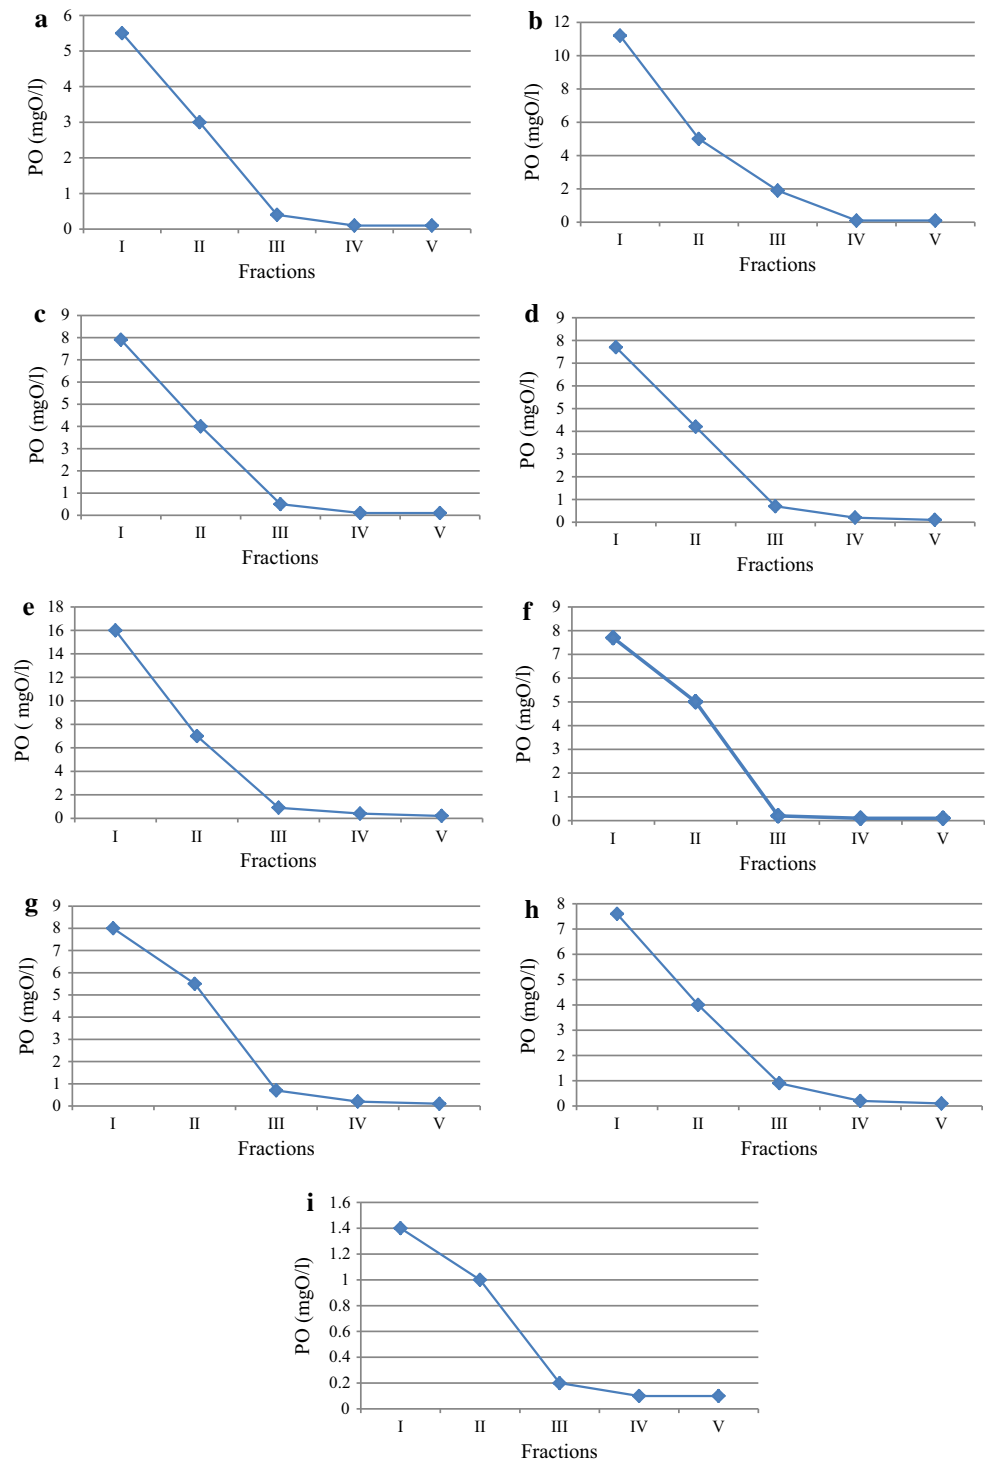 a
6
5
4
3
2
1
0
PO (mgO/l)
I II III IV V
Fractions
b
12
10
8
6
4
2
0
PO (mgO/l)
I II III IV V
Fractions
c
9
8
7
6
5
4
3
2
1
0
PO (mgO/l)
I II III IV V
Fractions
d
9
8
7
6
5
4
3
2
1
0
PO (mgO/l)
I II III IV V
Fractions
e
18
16
14
12
10
8
6
4
2
0
PO ( mgO/l)
I II III IV V
Fractions
f
9
8
7
6
5
4
3
2
1
0
PO (mgO/l)
I II III IV V
Fractions
g
9
8
7
6
5
4
3
2
1
0
PO (mgO/l)
I II III IV V
Fractions
h
8
7
6
5
4
3
2
1
0
PO (mgO/l)
I II III IV V
Fractions
i
1.6
1.4
1.2
1
0.8
0.6
0.4
0.2
0
PO (mgO/l)
I II III IV V
Fractions